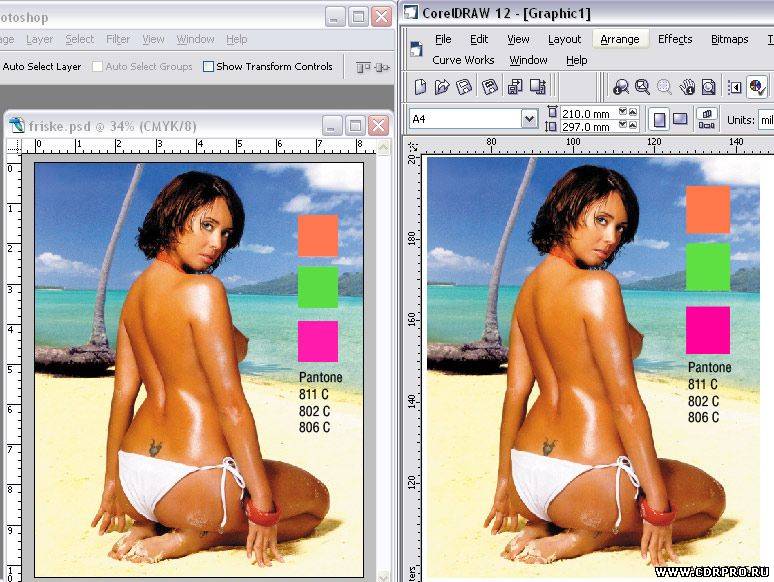 otoshop
age Layer Select Filter View Window Help
Auto Select Layer Auto Select Groups Show Transform Controls
friske.psd @ 34% (CMYK/8)
0 1 2 3 4 5 6 7 8
0
1
2
3
4
5
6
7
8
9
1
Pantone
811 C
802 C
806 C
CorelDRAW 12 - [Graphic1]
File Edit View Layout Arrange Effects Bitmaps T
Curve Works Window Help
A4 210.0 mm 297.0 mm Units: mil
80 100 120 140
20
180
160
140
120
ters
Pantone
811 C
802 C
806 C
WWW.CDRPRO.RU